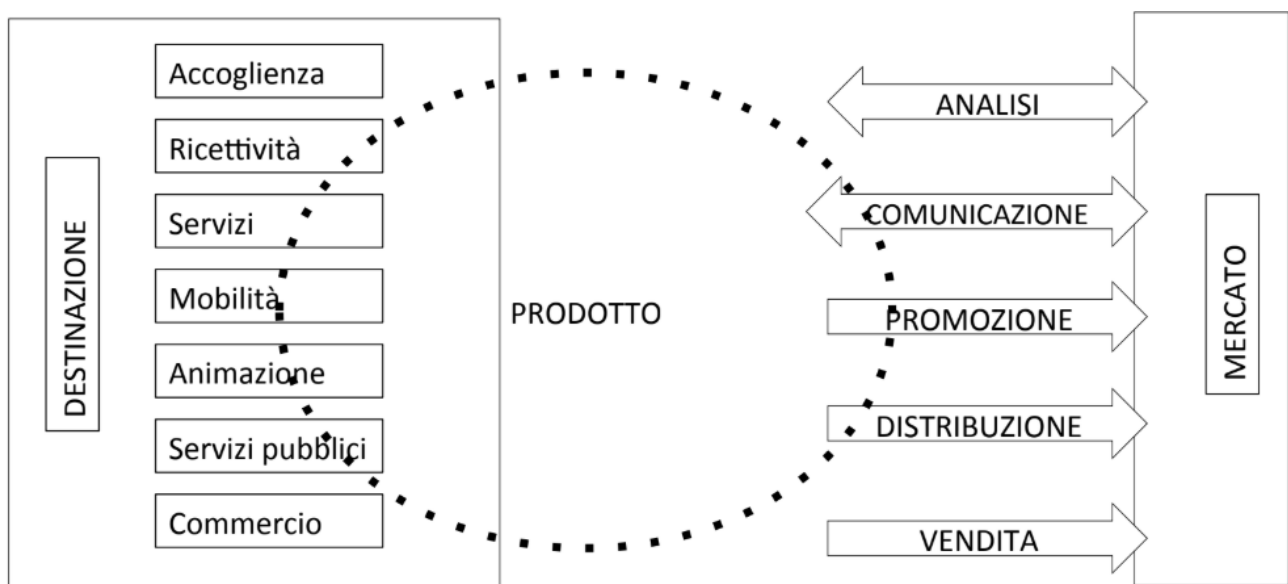 DESTINAZIONE
Accoglienza
Ricettività
Servizi
Mobilità
Animazione
Servizi pubblici
Commercio
PRODOTTO
ANALISI
COMUNICAZIONE
PROMOZIONE
DISTRIBUZIONE
VENDITA
MERCATO